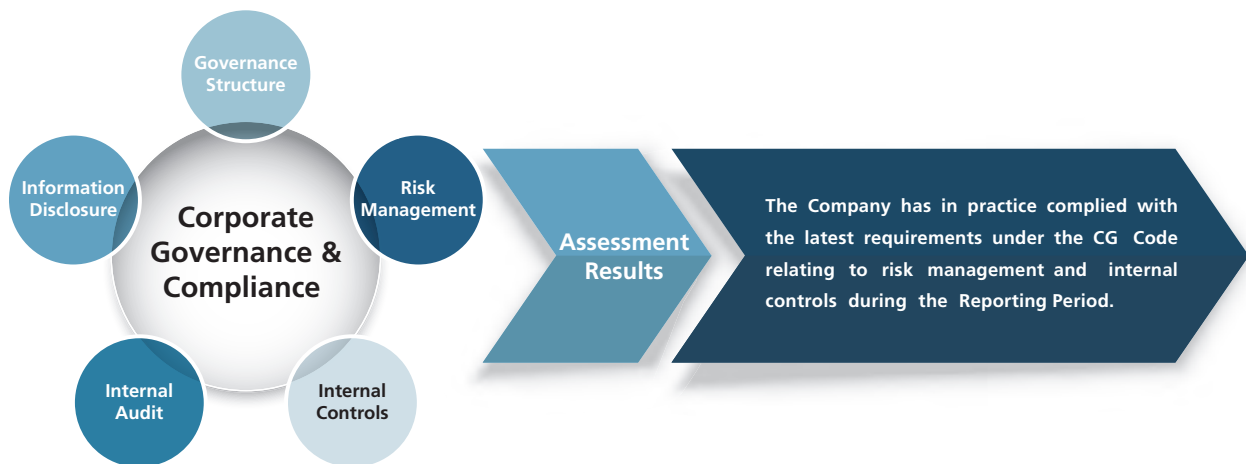 Governance
Structure
Information
Disclosure
Risk
Management
Corporate
Governance &
Compliance
Internal
Audit
Internal
Controls
Assessment
Results
The Company has in practice complied with
the latest requirements under the CG Code
relating to risk management and internal
controls during the Reporting Period.